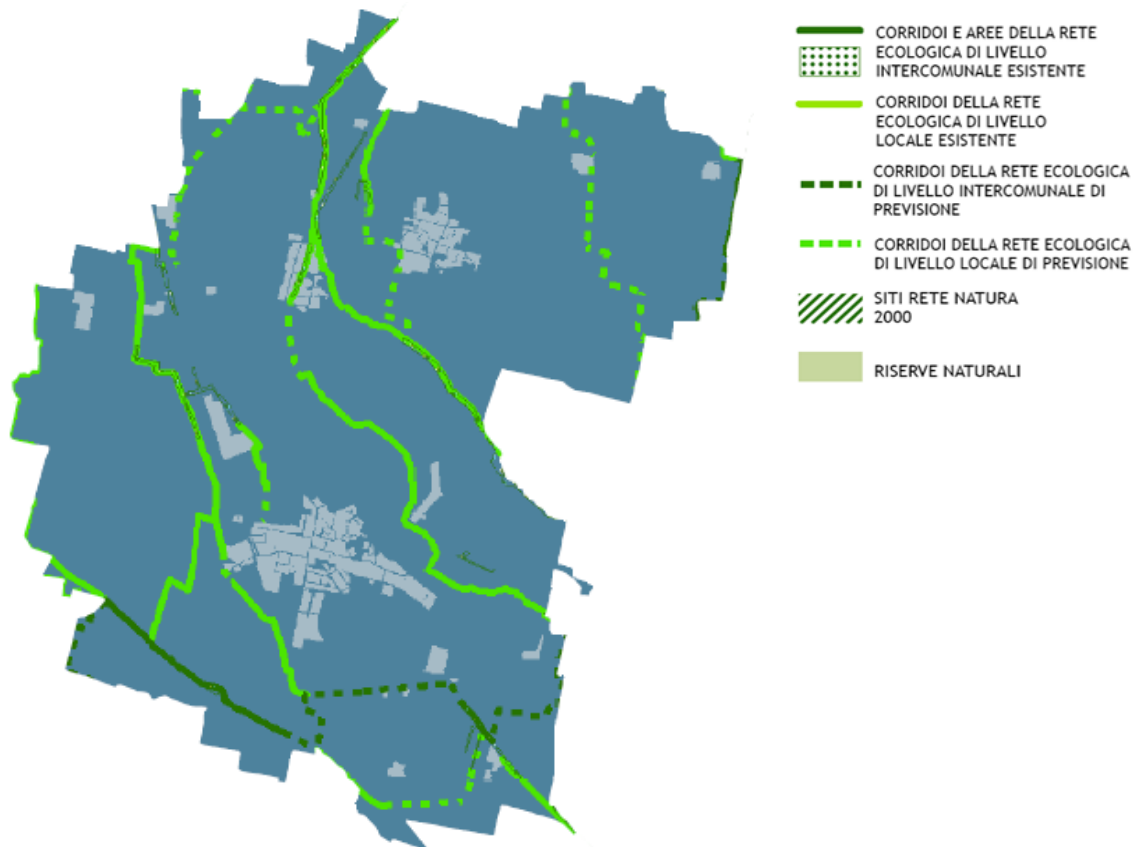 CORRIDOI E AREE DELLA RETE
ECOLOGICA DI LIVELLO
INTERCOMUNALE ESISTENTE
CORRIDOI DELLA RETE
ECOLOGICA DI LIVELLO
LOCALE ESISTENTE
CORRIDOI DELLA RETE ECOLOGICA
DI LIVELLO INTERCOMUNALE DI
PREVISIONE
CORRIDOI DELLA RETE ECOLOGICA
DI LIVELLO LOCALE DI PREVISIONE
SITI RETE NATURA
2000
RISERVE NATURALI